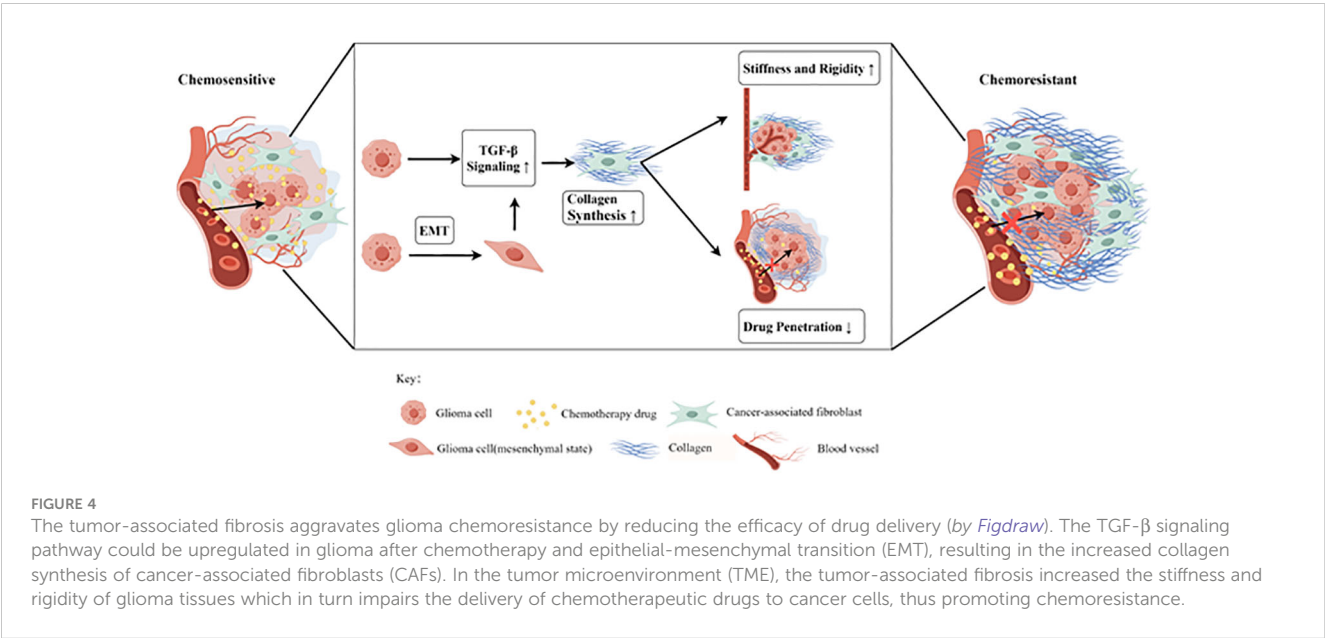 Chemosensitive
Stiffness and Rigidity ↑
Chemoresistant
TGF-β
Signaling ↑
Collagen
Synthesis ↑
EMT
Drug Penetration ↓
Key:
Glioma cell
Chemotherapy drug
Cancer-associated fibroblast
Glioma cell(mesenchymal state)
Collagen
Blood vessel
FIGURE 4
The tumor-associated fibrosis aggravates glioma chemoresistance by reducing the efficacy of drug delivery (by Figdraw). The TGF-β signaling
pathway could be upregulated in glioma after chemotherapy and epithelial-mesenchymal transition (EMT), resulting in the increased collagen
synthesis of cancer-associated fibroblasts (CAFs). In the tumor microenvironment (TME), the tumor-associated fibrosis increased the stiffness and
rigidity of glioma tissues which in turn impairs the delivery of chemotherapeutic drugs to cancer cells, thus promoting chemoresistance.